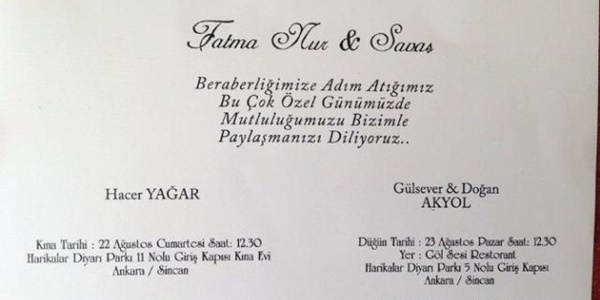 Fatma Nur & Savaş
Beraberliğimize Adım Atığımız
Bu Çok Özel Günümüzde
Mutluluğumuzu Bizimle
Paylaşmanızı Diliyoruz..
Hacer YAĞAR
Gülsever & Doğan
AKYOL
Kına Tarihi : 22 Ağustos Cumartesi Saat: 12.30
Harikalar Diyarı Parkı 11 Nolu Giriş Kapısı Kına Evi
Ankara / Sincan
Düğün Tarihi : 23 Ağustos Pazar Saat: 12.30
Yer : Göl Sesi Restorant
Harikalar Diyarı Parkı 5 Nolu Giriş Kapısı
Ankara / Sincan